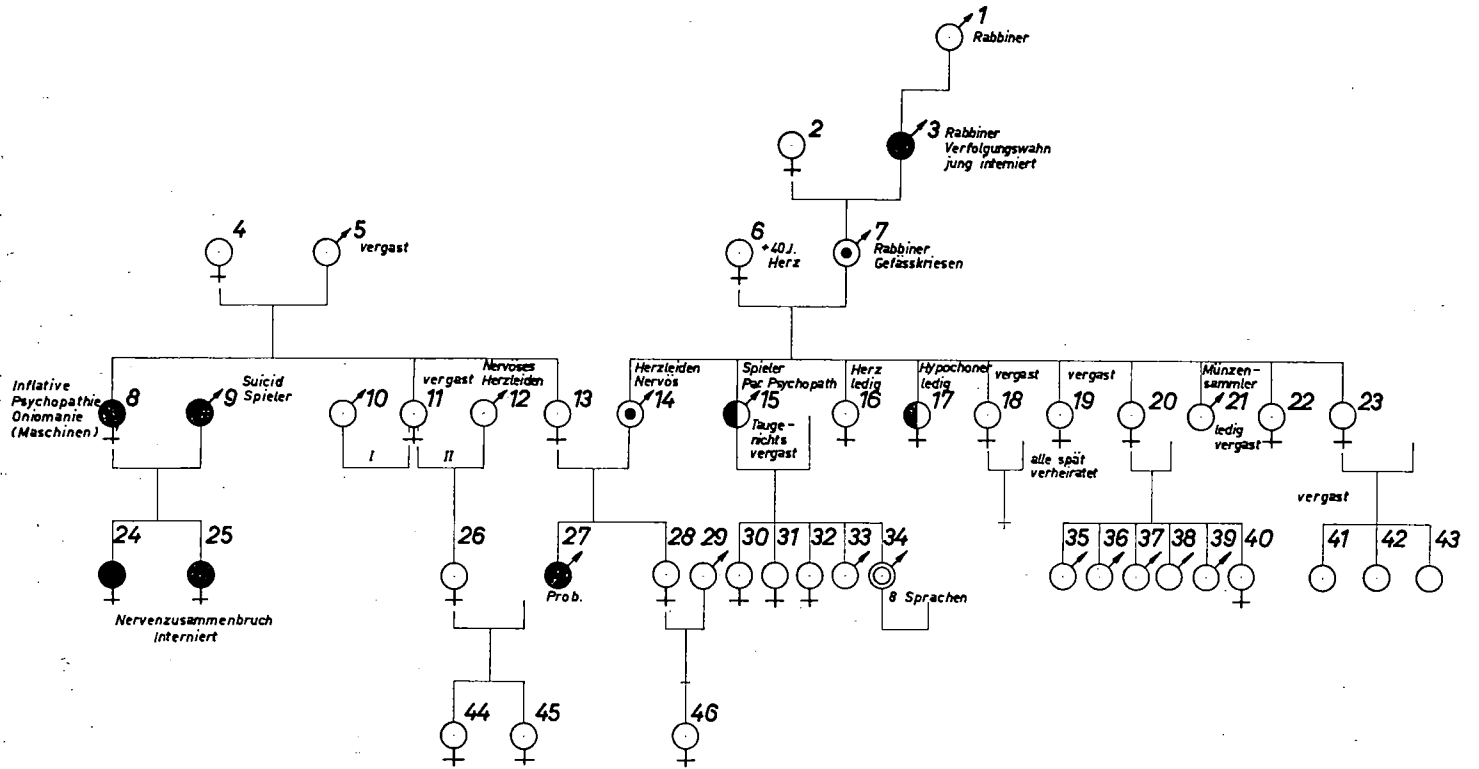 1
Rabbiner
2
3 Rabbiner
Verfolgungswahn
jung interniert
4
5
vergast
6
+40J.
Herz
7
Rabbiner
Gefässkriesen
Inflative
Psychopathie
Oniomanie
(Maschinen)
8
Suicid
Spieler
9
10
vergast
11
Nervöses
Herzleiden
12
13
Herzleiden
Nervös
14
Spieler
Par. Psychopath
15
Tauge-
nichts
vergast
Herz
ledig
16
Hypochoner
ledig
17
vergast
18
vergast
19
20
Münzen-
sammler
21
ledig
vergast
22
23
I
II
alle spät
verheiratet
vergast
24
25
26
27
28
29
30
31
32
33
34
35
36
37
38
39
40
41
42
43
Prob.
8 Sprachen
Nervenzusammenbruch
Interniert
44
45
46